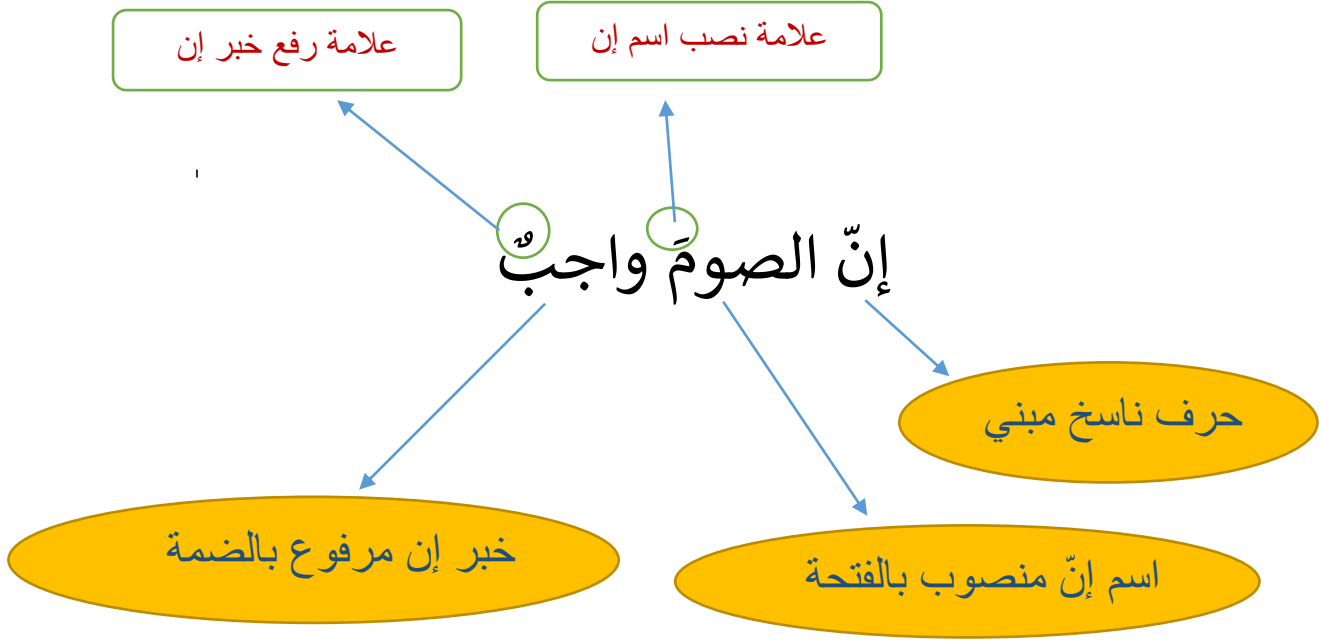 علامة نصب اسم إن
علامة رفع خبر إن
إنّ الصومَ واجبٌ
حرف ناسخ مبني
اسم إنّ منصوب بالفتحة
خبر إن مرفوع بالضمة